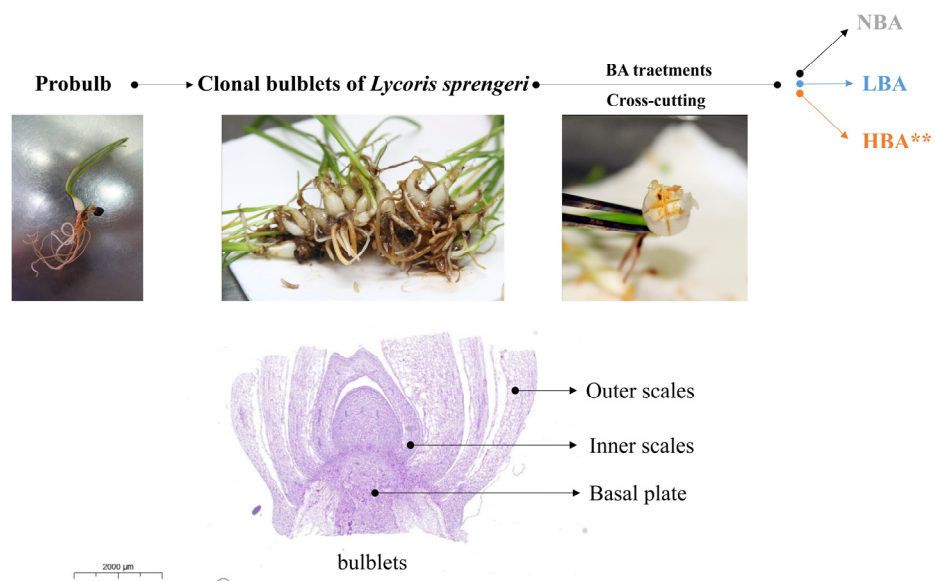 NBA
Probulb
Clonal bulblets of Lycoris sprengeri
BA traetments
Cross-cutting
LBA
HBA**
Outer scales
Inner scales
Basal plate
bulblets
2000 µm